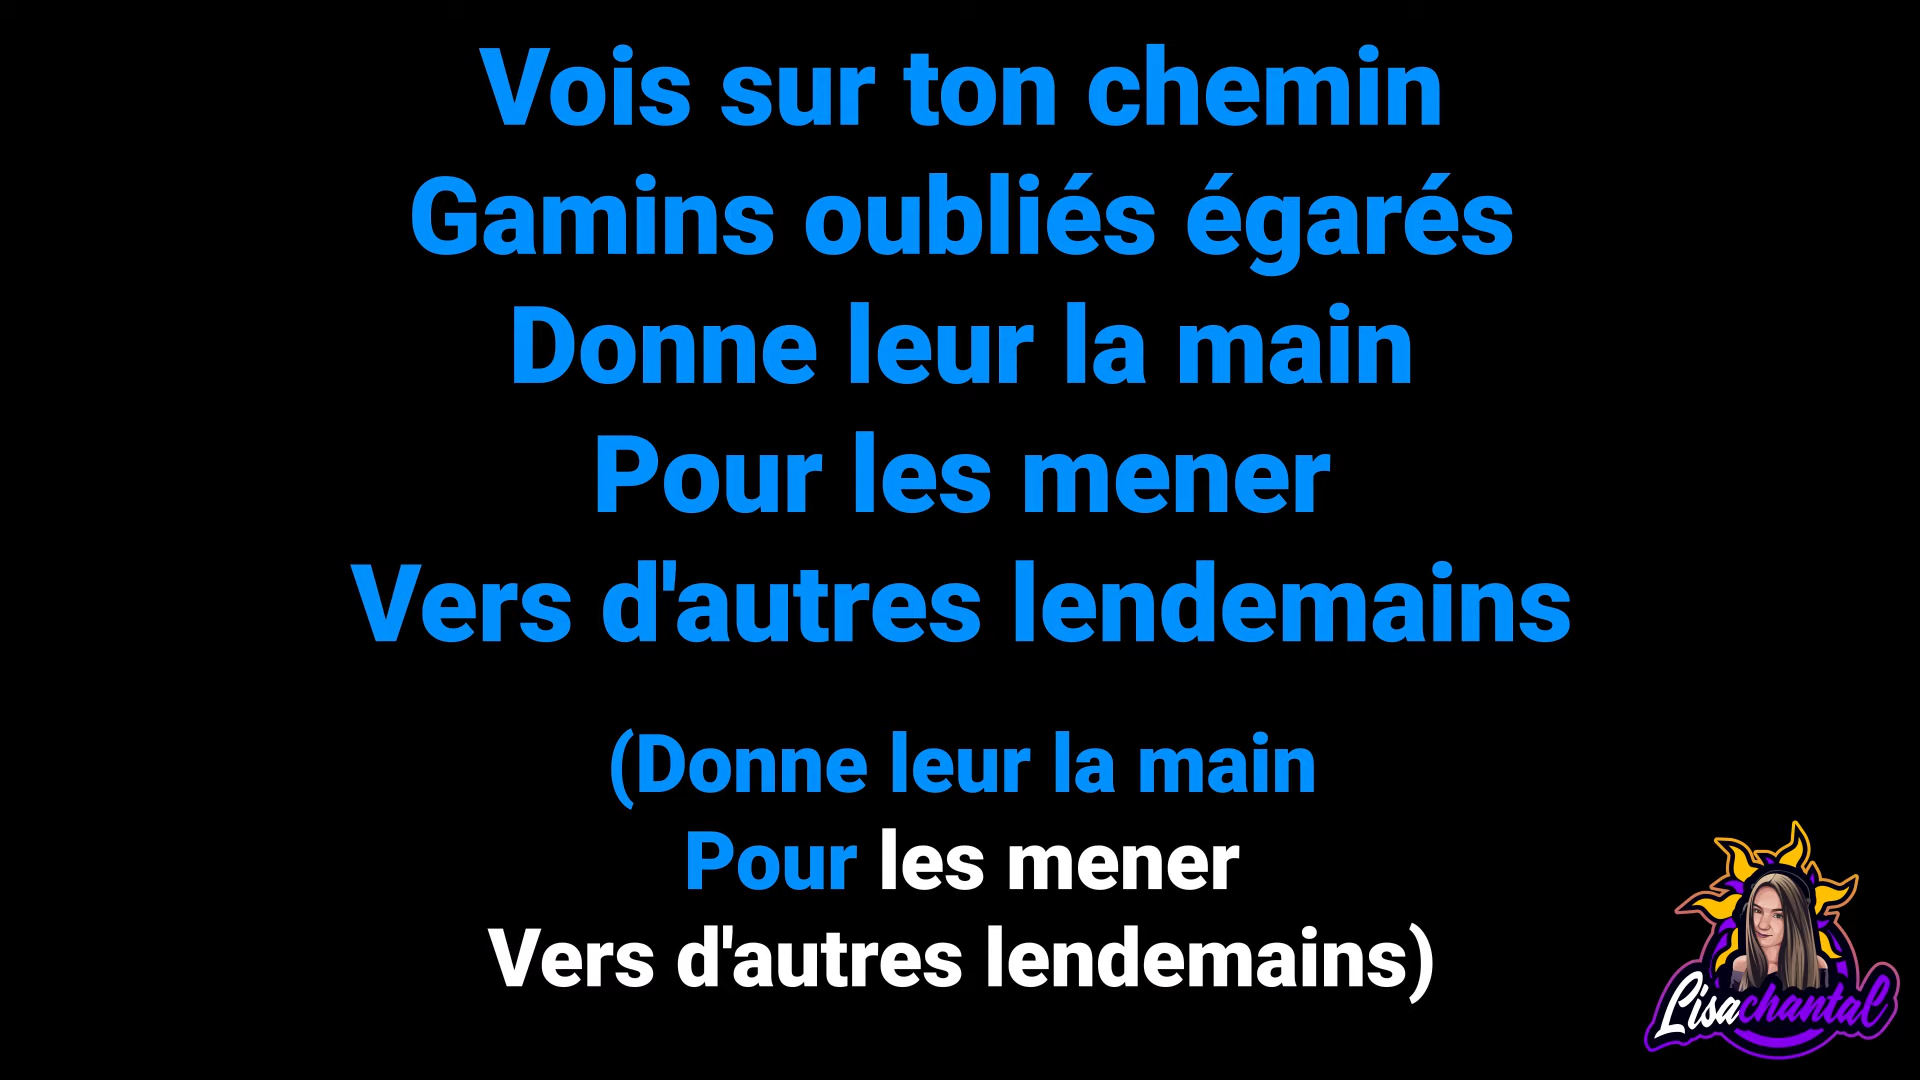 Vois sur ton chemin
Gamins oubliés égarés
Donne leur la main
Pour les mener
Vers d'autres lendemains
(Donne leur la main
Pour les mener
Vers d'autres lendemains)
Lisachantal